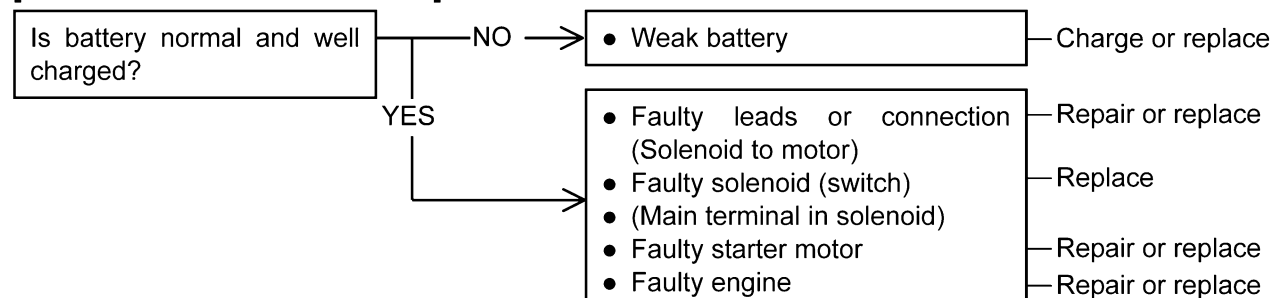 Is battery normal and well
charged?
NO
● Weak battery
Charge or replace
YES
● Faulty leads or connection
(Solenoid to motor)
Repair or replace
● Faulty solenoid (switch)
Replace
● (Main terminal in solenoid)
● Faulty starter motor
Repair or replace
● Faulty engine
Repair or replace